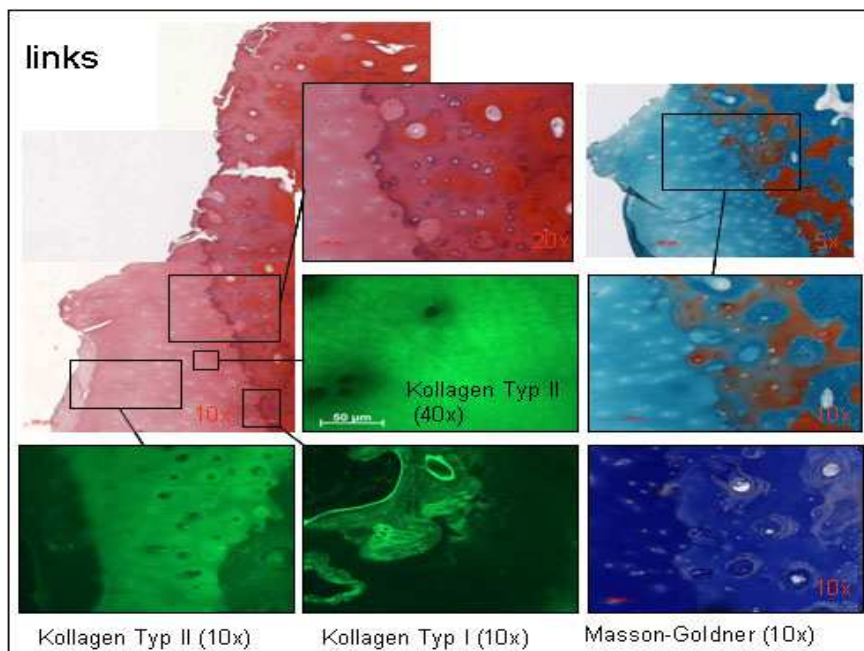 links
20x
5x
10x
Kollagen Typ II
(40x)
50 µm
10x
10x
Kollagen Typ II (10x)
Kollagen Typ I (10x)
Masson-Goldner (10x)